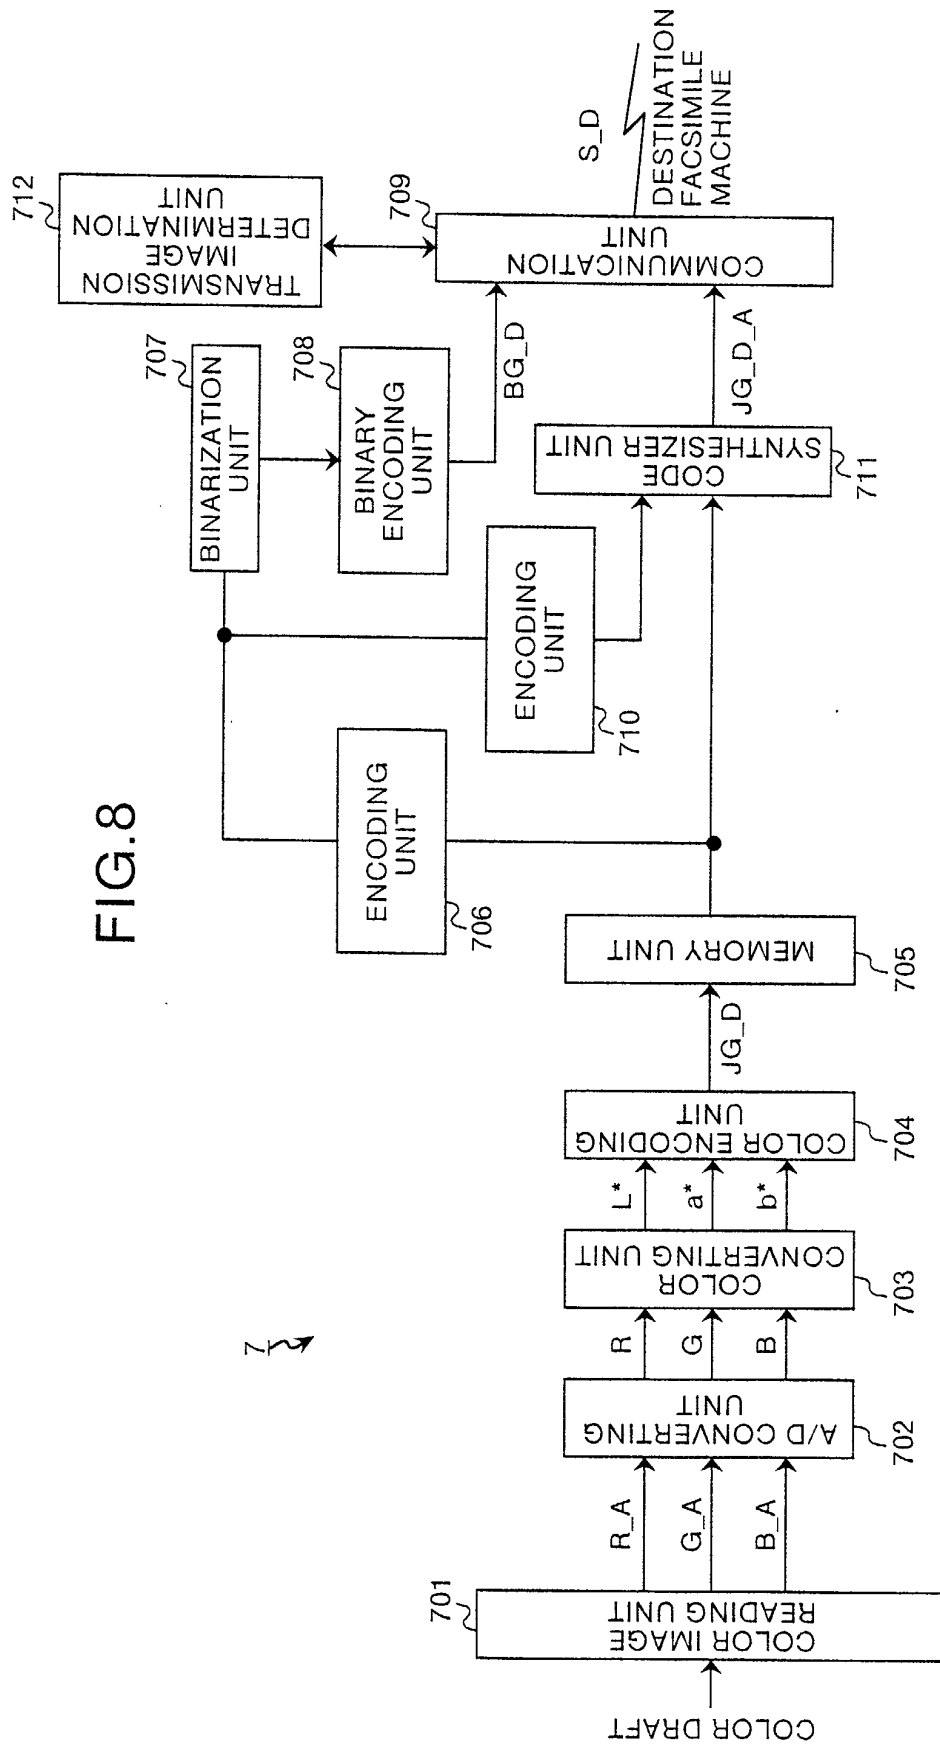 FIG.8
7
COLOR DRAFT
701
COLOR IMAGE
READING UNIT
R_A
G_A
B_A
A/D CONVERTING
UNIT
702
R
G
B
COLOR
CONVERTING UNIT
703
L*
a*
b*
COLOR ENCODING
UNIT
704
JG_D
MEMORY UNIT
705
ENCODING
UNIT
706
707
BINARIZATION
UNIT
708
BINARY
ENCODING
UNIT
BG_D
ENCODING
UNIT
710
CODE
SYNTHESIZER UNIT
711
JG_D_A
712
TRANSMISSION
IMAGE
DETERMINATION
UNIT
709
COMMUNICATION
UNIT
S_D
DESTINATION
FACSIMILE
MACHINE